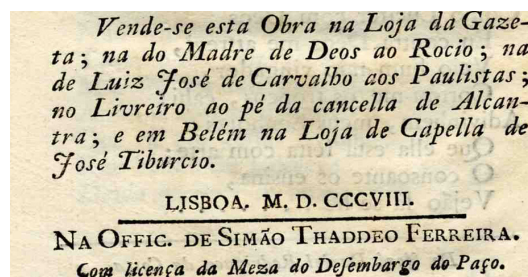 Vende-se esta Obra na Loja da Gaze-
ta; na do Madre de Deos ao Rocio; na
de Luiz José de Carvalho aos Paulistas;
no Livreiro ao pé da cancella de Alcan-
tra; e em Belém na Loja de Capella de
José Tiburcio.
LISBOA. M. D. CCCVIII.
NA OFFIC. DE SIMÃO THADDEO FERREIRA.
Com licença da Meza do Desembargo do Paço.